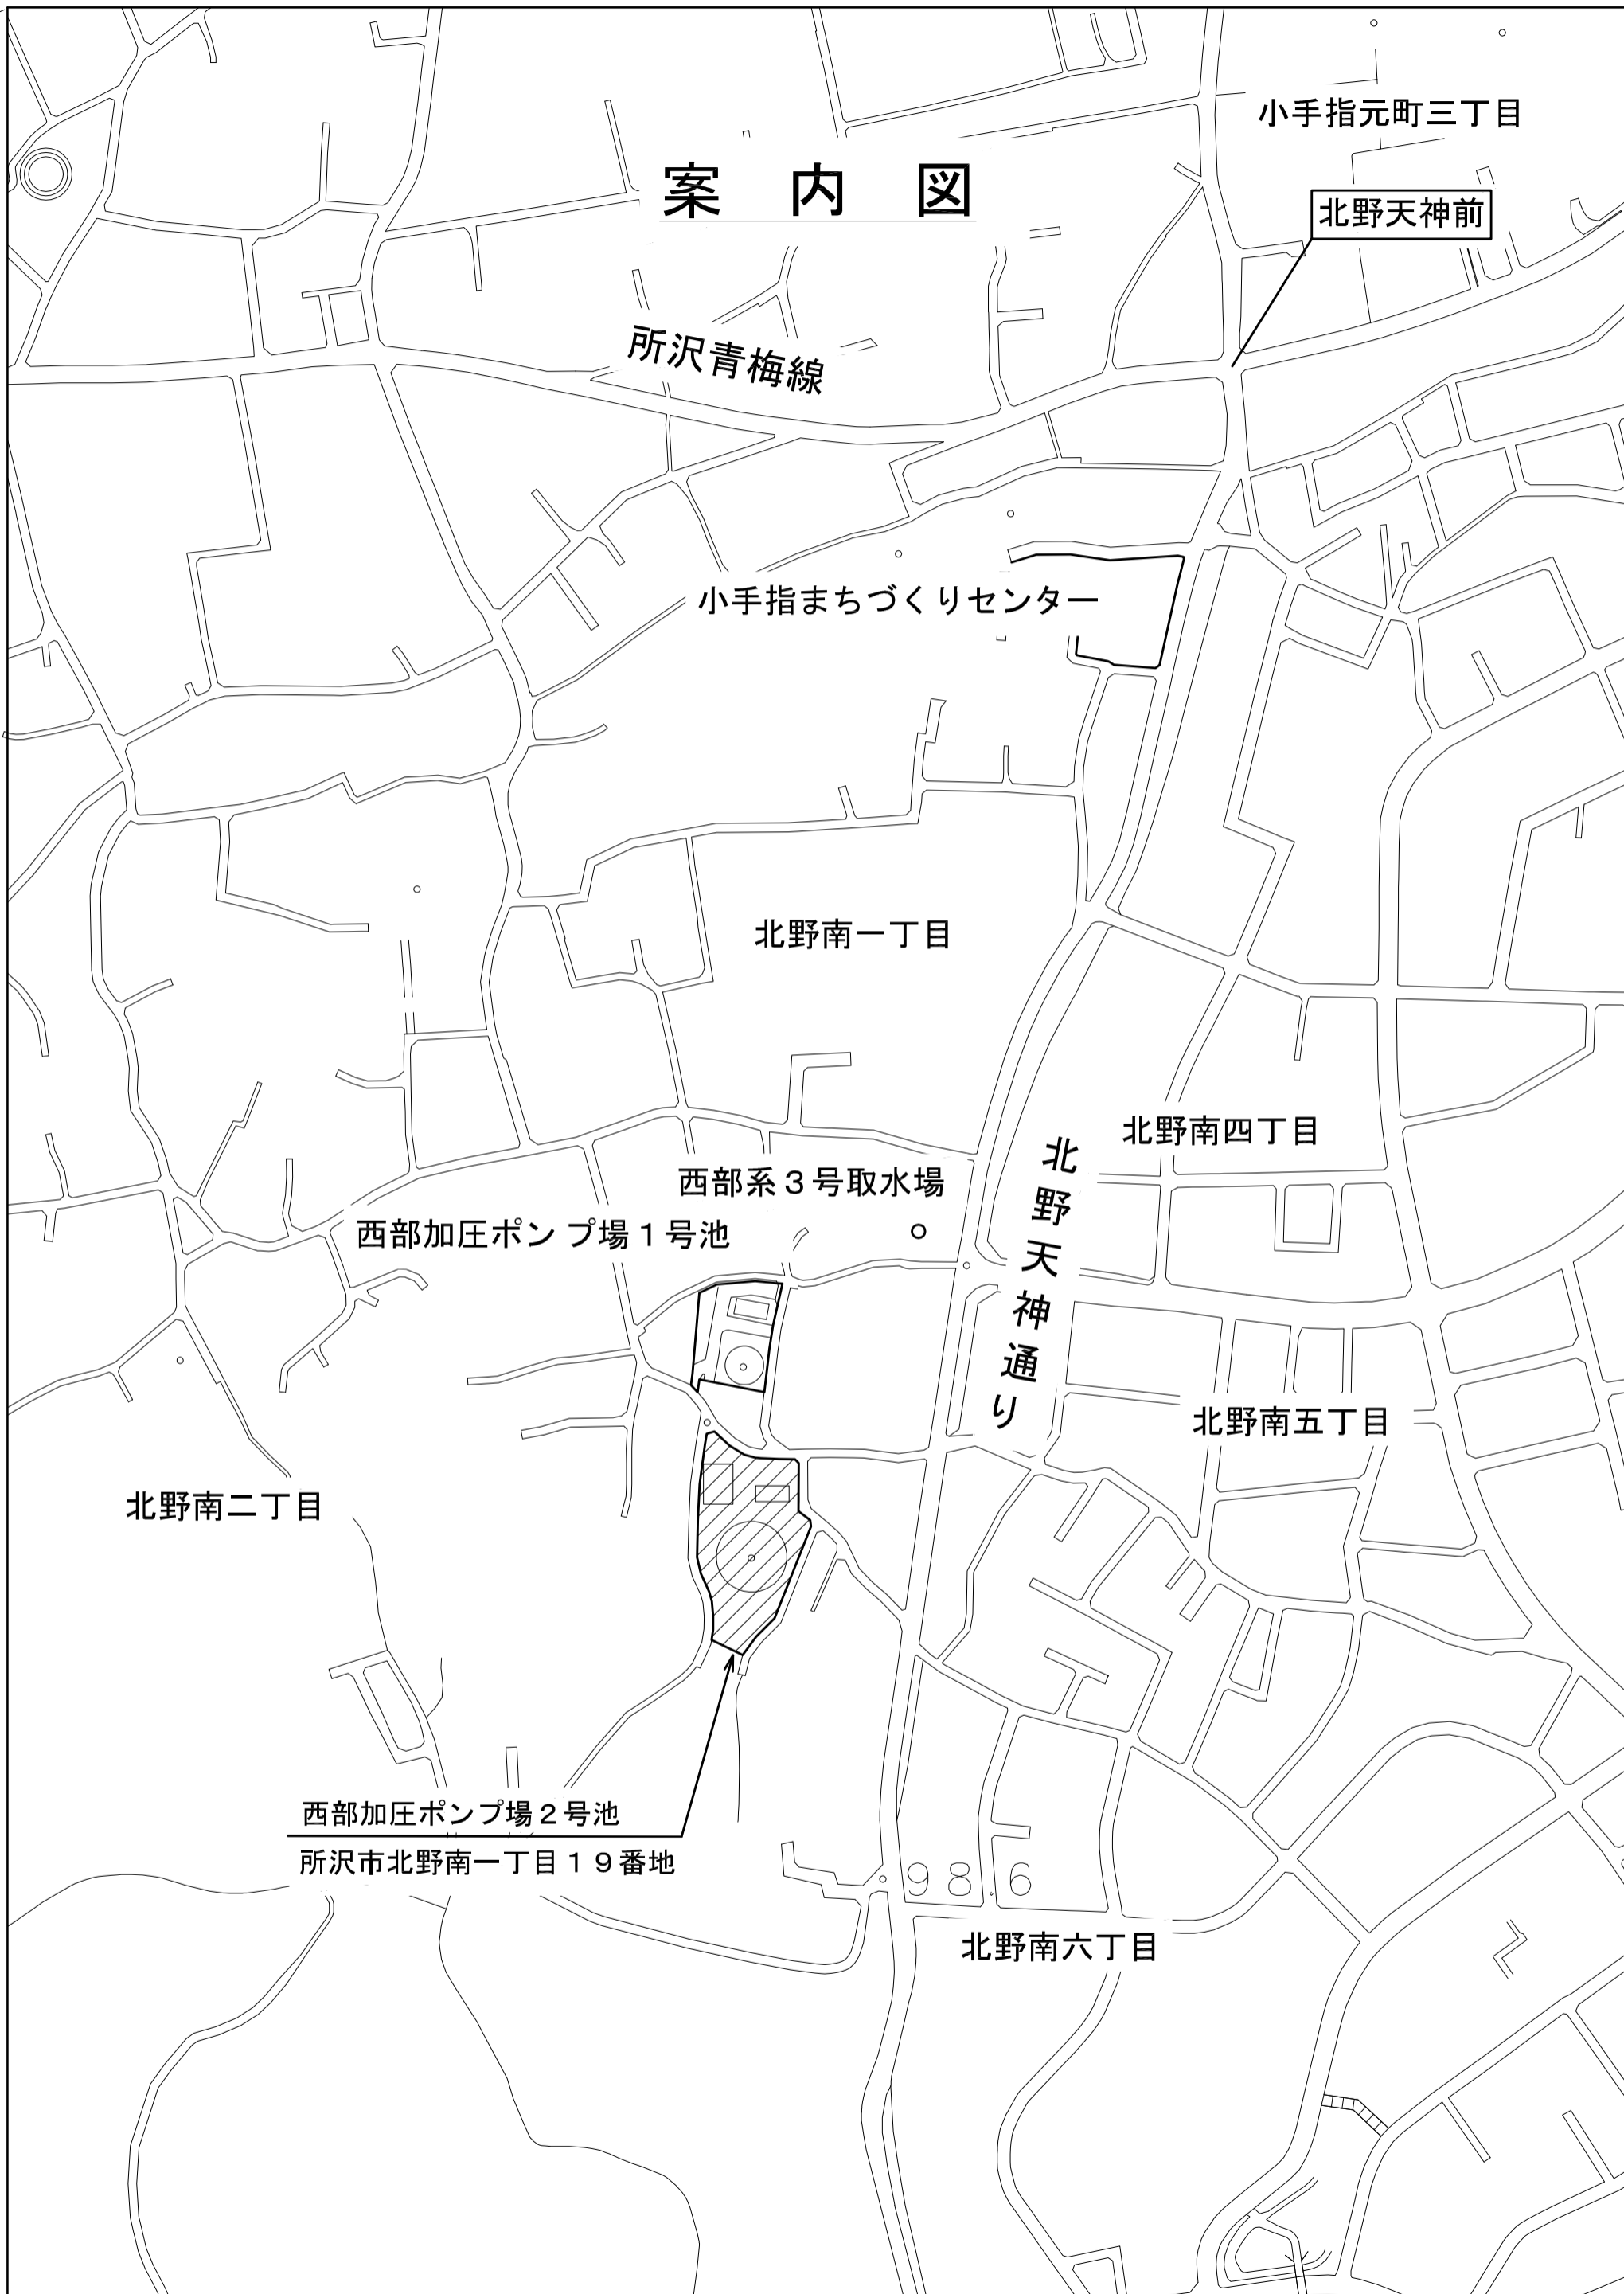 小手指元町三丁目
案内図
北野天神前
所沢青梅線
小手指まちづくりセンター
北野南一丁目
北野南四丁目
北野天神通り
西部系３号取水場
西部加圧ポンプ場１号池
北野南五丁目
北野南二丁目
西部加圧ポンプ場２号池
所沢市北野南一丁目１９番地
98.6
北野南六丁目